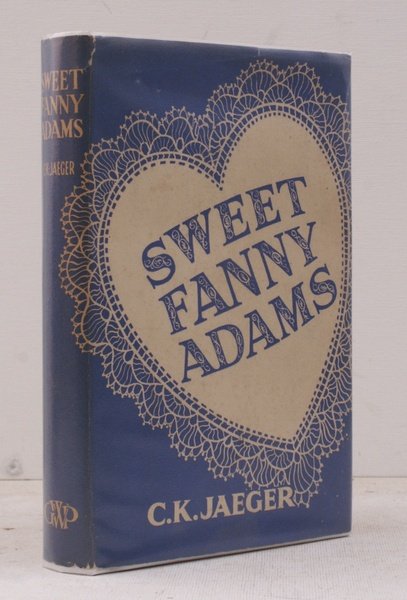 SWEET
FANNY
ADAMS
C.K. JAEGER
GWP
SWEET
FANNY
ADAMS
C.K. JAEGER